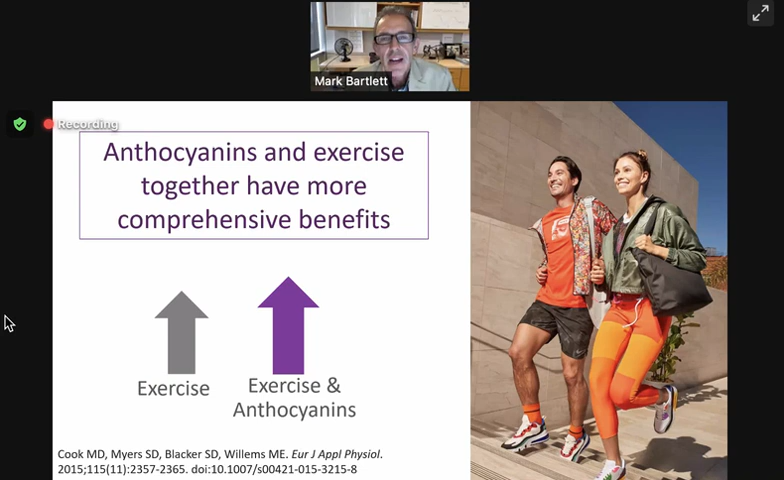 Mark Bartlett
Recording
Anthocyanins and exercise
together have more
comprehensive benefits
Exercise
Exercise &
Anthocyanins
Cook MD, Myers SD, Blacker SD, Willems ME. Eur J Appl Physiol.
2015;115(11):2357-2365. doi:10.1007/s00421-015-3215-8